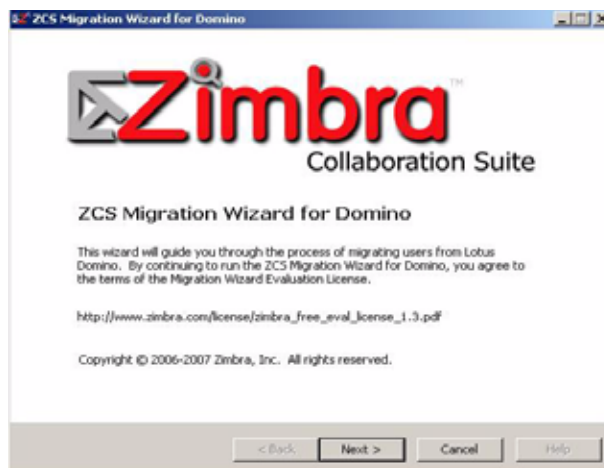 ZCS Migration Wizard for Domino
Zimbra™
Collaboration Suite
ZCS Migration Wizard for Domino
This wizard will guide you through the process of migrating users from Lotus
Domino. By continuing to run the ZCS Migration Wizard for Domino, you agree to
the terms of the Migration Wizard Evaluation License.
http://www.zimbra.com/license/zimbra_free_eval_license_1.3.pdf
Copyright © 2006-2007 Zimbra, Inc. All rights reserved.
< Back Next > Cancel Help